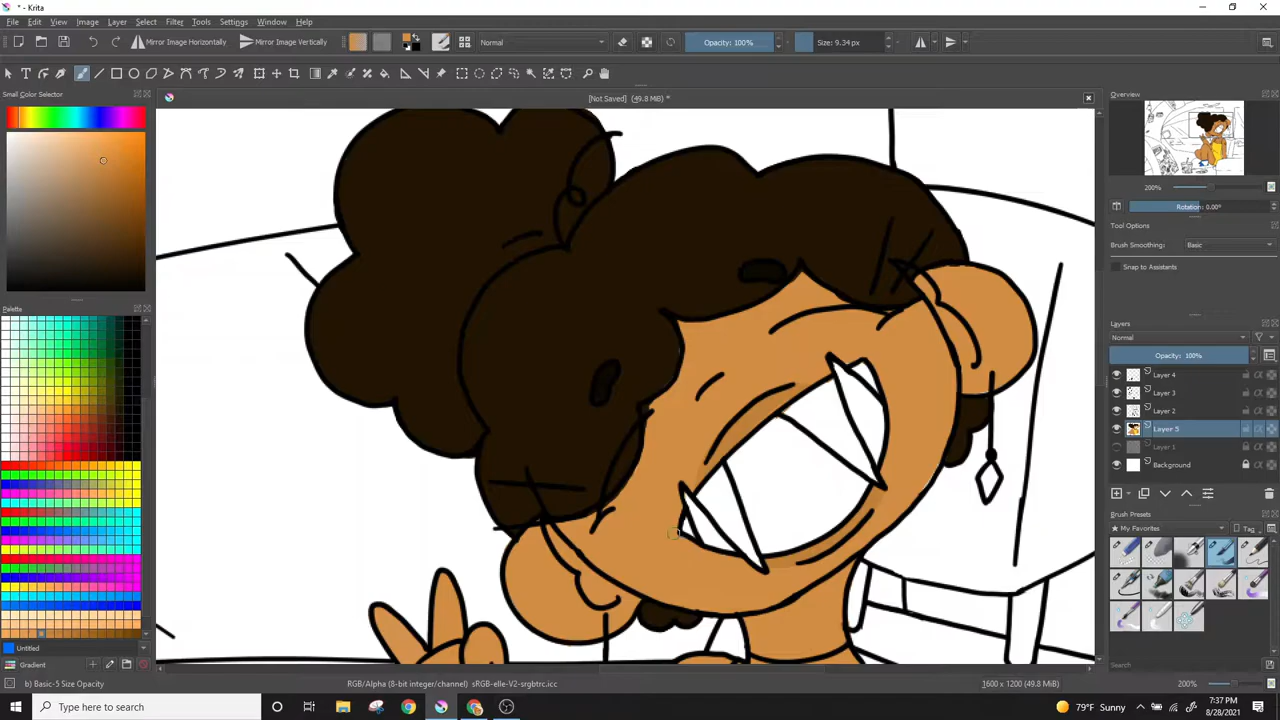 * - Krita
File Edit View Image Layer Select Filter Tools Settings Window Help
Mirror Image Horizontally Mirror Image Vertically Normal Opacity: 100% Size: 9.34 px
Small Color Selector
[Not Saved] (49.8 MiB) *
Overview
200%
Rotation: 0.00°
Tool Options
Brush Smoothing: Basic
Snap to Assistants
Palette
Layers
Normal
Opacity: 100%
Layer 4
Layer 3
Layer 2
Layer 5
Layer 1
Background
Brush Presets
My Favorites Tag
Untitled
Gradient
Search
b) Basic-5 Size Opacity
RGB/Alpha (8-bit integer/channel) sRGB-elle-V2-srgbtrc.icc
1600 x 1200 (49.8 MiB)
200%
Type here to search
79°F Sunny
7:37 PM
8/28/2021